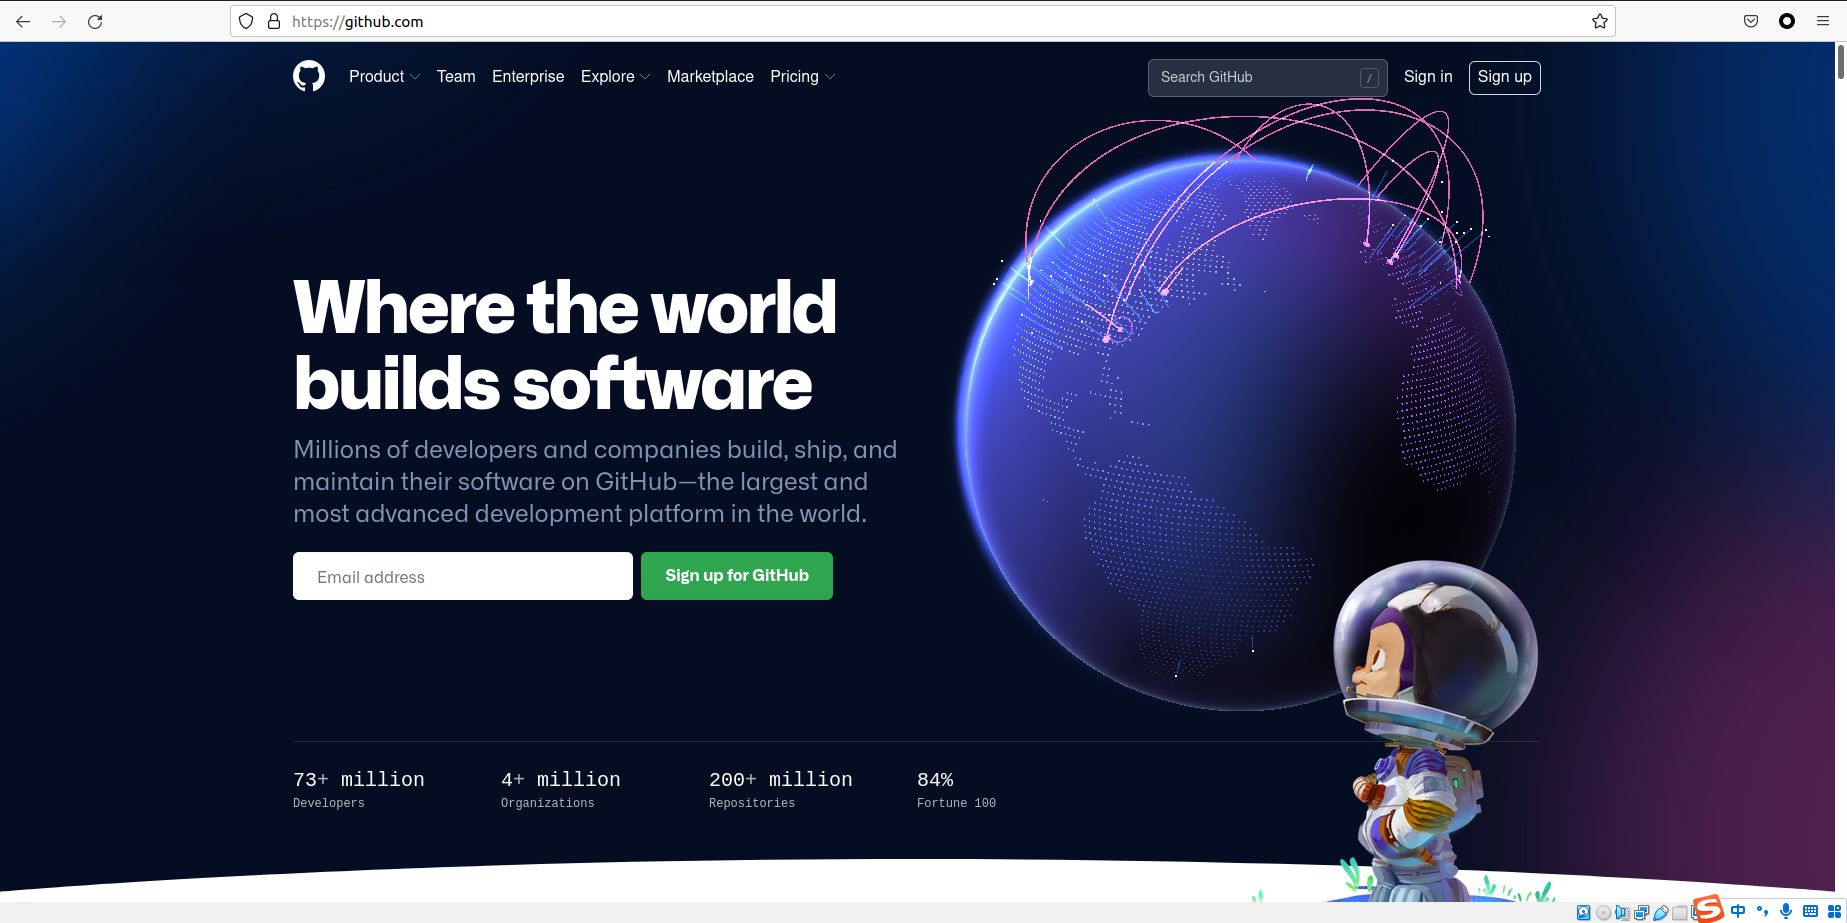 https://github.com
Product Team Enterprise Explore Marketplace Pricing
Search GitHub /
Sign in
Sign up
Where the world
builds software
Millions of developers and companies build, ship, and
maintain their software on GitHub—the largest and
most advanced development platform in the world.
Email address
Sign up for GitHub
73+ million
Developers
4+ million
Organizations
200+ million
Repositories
84%
Fortune 100
S 中